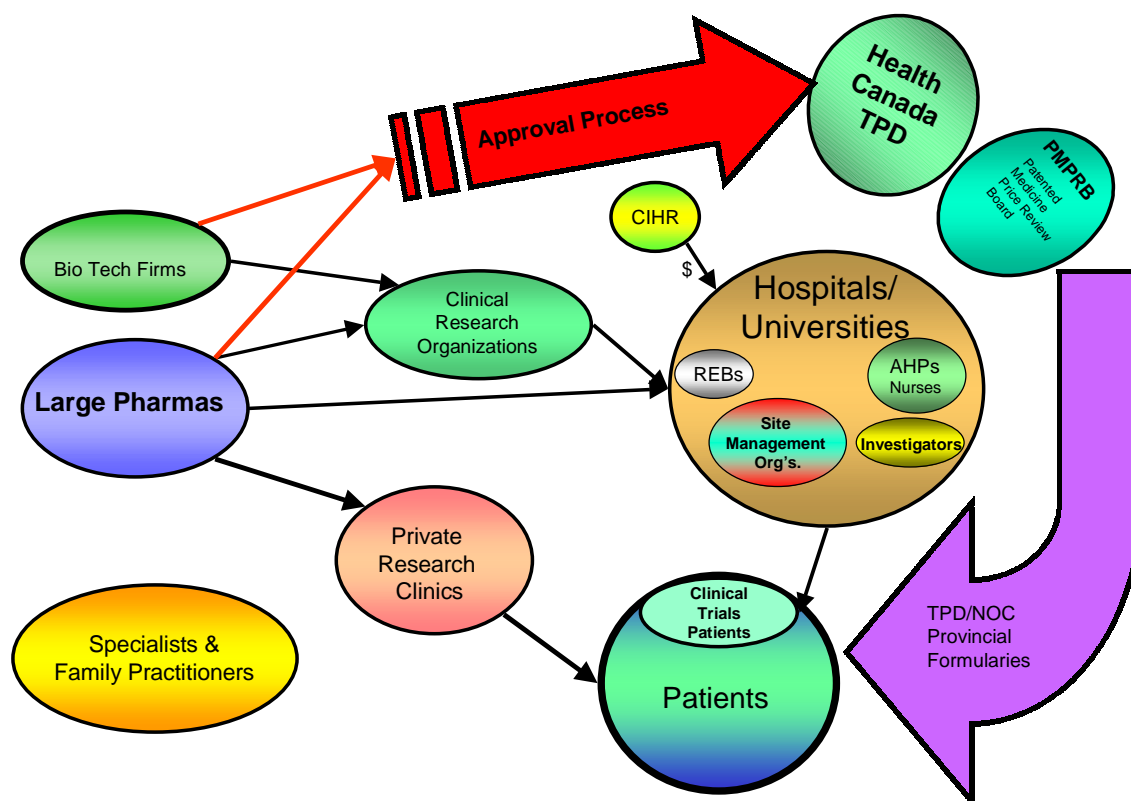 Health
Canada
TPD
Approval Process
PMPRB
Patented
Medicine
Price Review
Board
CIHR
$
Bio Tech Firms
Clinical
Research
Organizations
Hospitals/
Universities
REBs
AHPs
Nurses
Large Pharmas
Site
Management
Org's.
Investigators
Private
Research
Clinics
Clinical
Trials
Patients
TPD/NOC
Provincial
Formularies
Specialists &
Family Practitioners
Patients